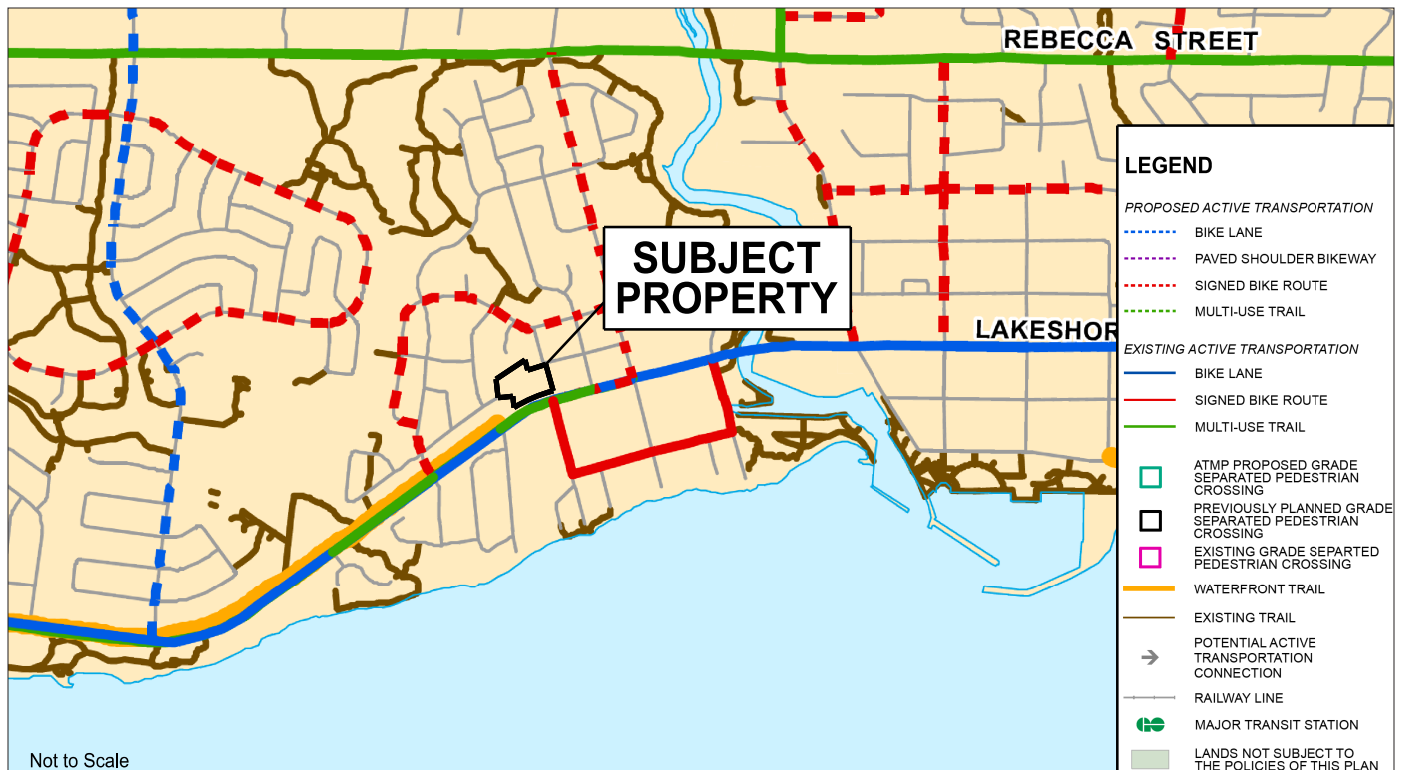 REBECCA STREET
SUBJECT
PROPERTY
LAKESHOR
LEGEND
PROPOSED ACTIVE TRANSPORTATION
BIKE LANE
PAVED SHOULDER BIKEWAY
SIGNED BIKE ROUTE
MULTI-USE TRAIL
EXISTING ACTIVE TRANSPORTATION
BIKE LANE
SIGNED BIKE ROUTE
MULTI-USE TRAIL
ATMP PROPOSED GRADE
SEPARATED PEDESTRIAN
CROSSING
PREVIOUSLY PLANNED GRADE
SEPARATED PEDESTRIAN
CROSSING
EXISTING GRADE SEPARTED
PEDESTRIAN CROSSING
WATERFRONT TRAIL
EXISTING TRAIL
POTENTIAL ACTIVE
TRANSPORTATION
CONNECTION
RAILWAY LINE
GO MAJOR TRANSIT STATION
LANDS NOT SUBJECT TO
THE POLICIES OF THIS PLAN
Not to Scale